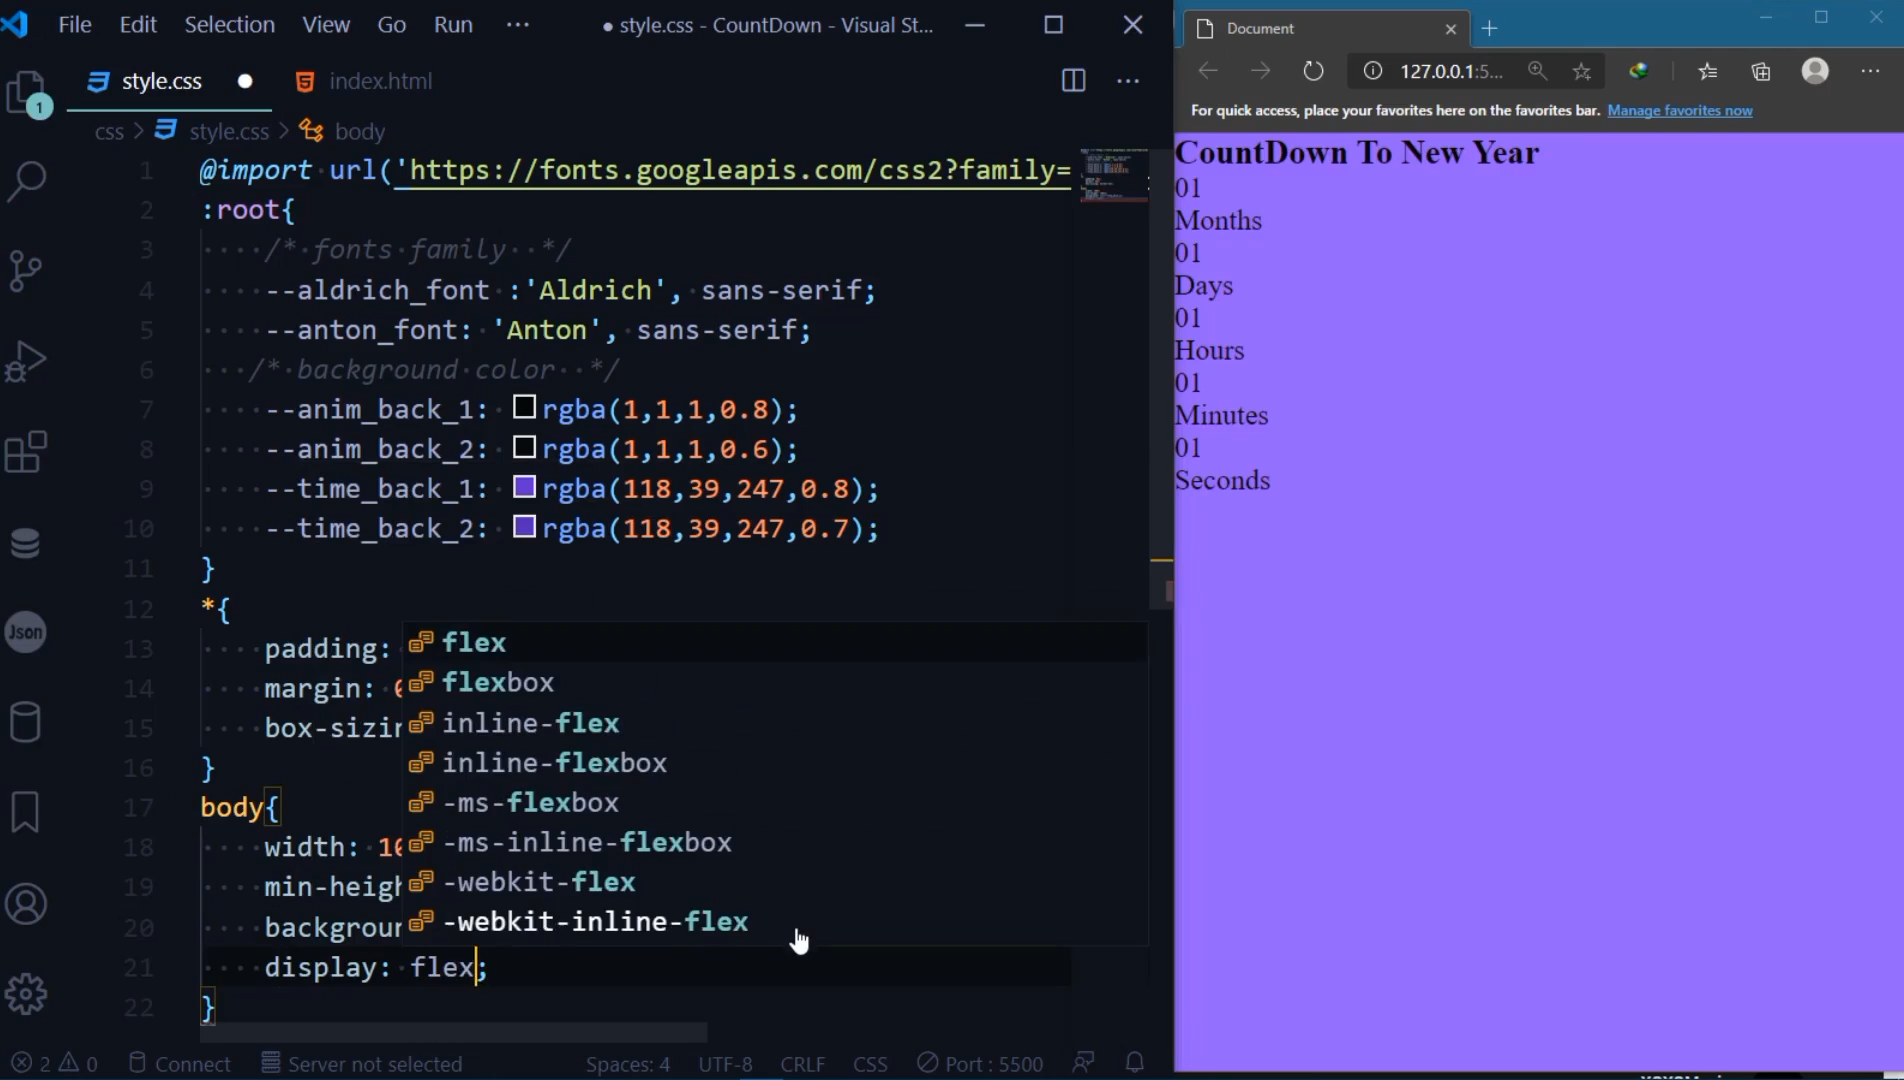 File Edit Selection View Go Run ··· ● style.css - CountDown - Visual St...
style.css ● index.html ···
css > style.css > body
1 @import url('https://fonts.googleapis.com/css2?family=
2 :root{
3 /* fonts family */
4 --aldrich_font :'Aldrich', sans-serif;
5 --anton_font: 'Anton', sans-serif;
6 /* background color */
7 --anim_back_1: rgba(1,1,1,0.8);
8 --anim_back_2: rgba(1,1,1,0.6);
9 --time_back_1: rgba(118,39,247,0.8);
10 --time_back_2: rgba(118,39,247,0.7);
11 }
12 *{
13 padding:
14 margin: 0
15 box-sizin
16 }
17 body{
18 width: 10
19 min-heigh
20 backgroun
21 display: flex;
22 }
flex
flexbox
inline-flex
inline-flexbox
-ms-flexbox
-ms-inline-flexbox
-webkit-flex
-webkit-inline-flex
1
Json
2 0 Connect Server not selected Spaces: 4 UTF-8 CRLF CSS Port : 5500
Document
127.0.0.1:5... ···
For quick access, place your favorites here on the favorites bar. Manage favorites now
CountDown To New Year
01
Months
01
Days
01
Hours
01
Minutes
01
Seconds